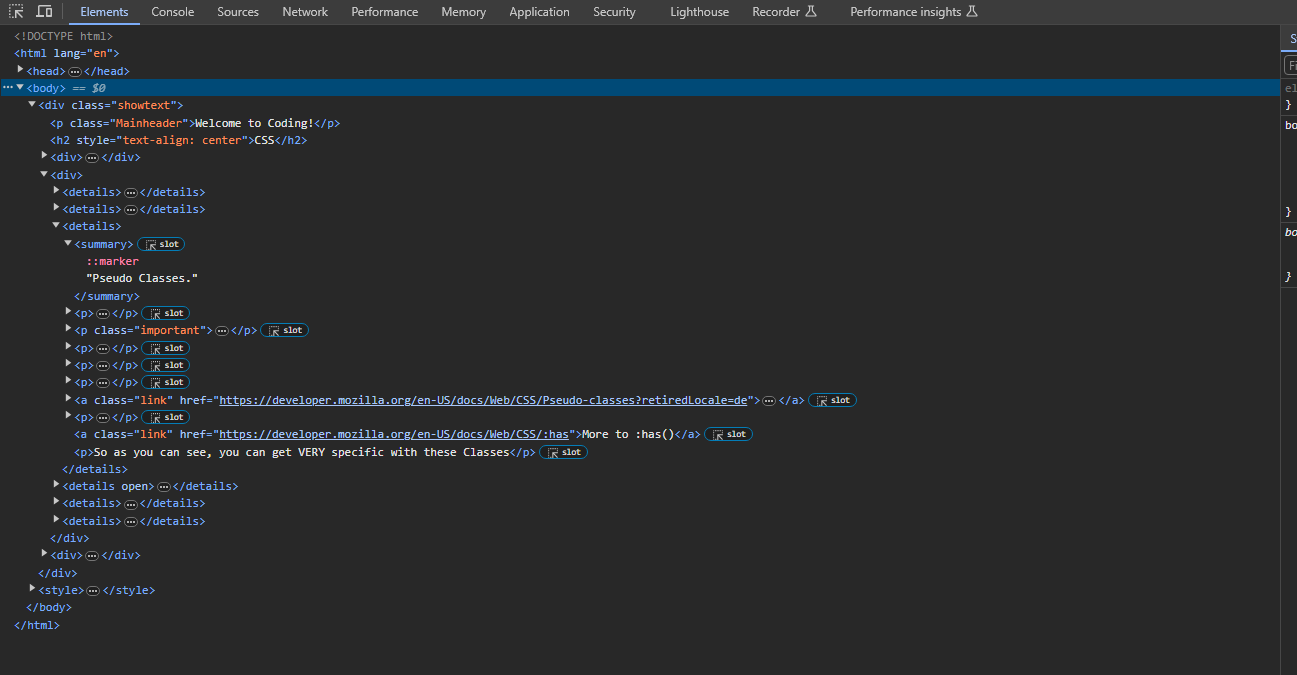 Elements Console Sources Network Performance Memory Application Security Lighthouse Recorder Performance insights
<!DOCTYPE html>
<html lang="en">
<head>…</head>
… <body> == $0
<div class="showtext">
<p class="Mainheader">Welcome to Coding!</p>
<h2 style="text-align: center">CSS</h2>
<div>…</div>
<div>
<details>…</details>
<details>…</details>
<details>
<summary> slot
::marker
"Pseudo Classes."
</summary>
<p>…</p> slot
<p class="important">…</p> slot
<p>…</p> slot
<p>…</p> slot
<p>…</p> slot
<a class="link" href="https://developer.mozilla.org/en-US/docs/Web/CSS/Pseudo-classes?retiredLocale=de">…</a> slot
<p>…</p> slot
<a class="link" href="https://developer.mozilla.org/en-US/docs/Web/CSS/:has">More to :has()</a> slot
<p>So as you can see, you can get VERY specific with these Classes</p> slot
</details>
<details open>…</details>
<details>…</details>
<details>…</details>
</div>
<div>…</div>
</div>
<style>…</style>
</body>
</html>
S
Fi
el
}
bo
}
bo
}